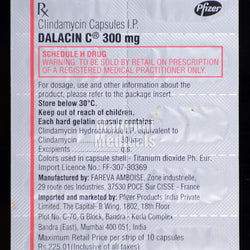 Rx
Pfizer
Clindamycin Capsules I.P.
DALACIN C® 300 mg
SCHEDULE H DRUG
WARNING: TO BE SOLD BY RETAIL ON PRESCRIPTION
OF A REGISTERED MEDICAL PRACTITIONER ONLY.
For dosage, use and other information about the
product, please refer to the package insert.
Store below 30°C.
Keep out of reach of children.
Each hard gelatin capsule contains:
Clindamycin Hydrochloride I.P. equivalent to
Clindamycin 300mg
Excipients q.s.
Colors used in capsule shell - Titanium dioxide Ph. Eur.
Import Licence No.: FF-307-30369
Manufactured by: FAREVA AMBOISE, Zone industrielle,
29 route des Industries, 37530 POCE SUR CISSE - France
Imported and marketed by: Pfizer Products India Private
Limited, The Capital- B Wing, 1802, 18th Floor,
Plot No. C-70, G Block, Bandra - Kurla Complex
Bandra (East), Mumbai 400 051, India
Maximum Retail Price per strip of 10 capsules